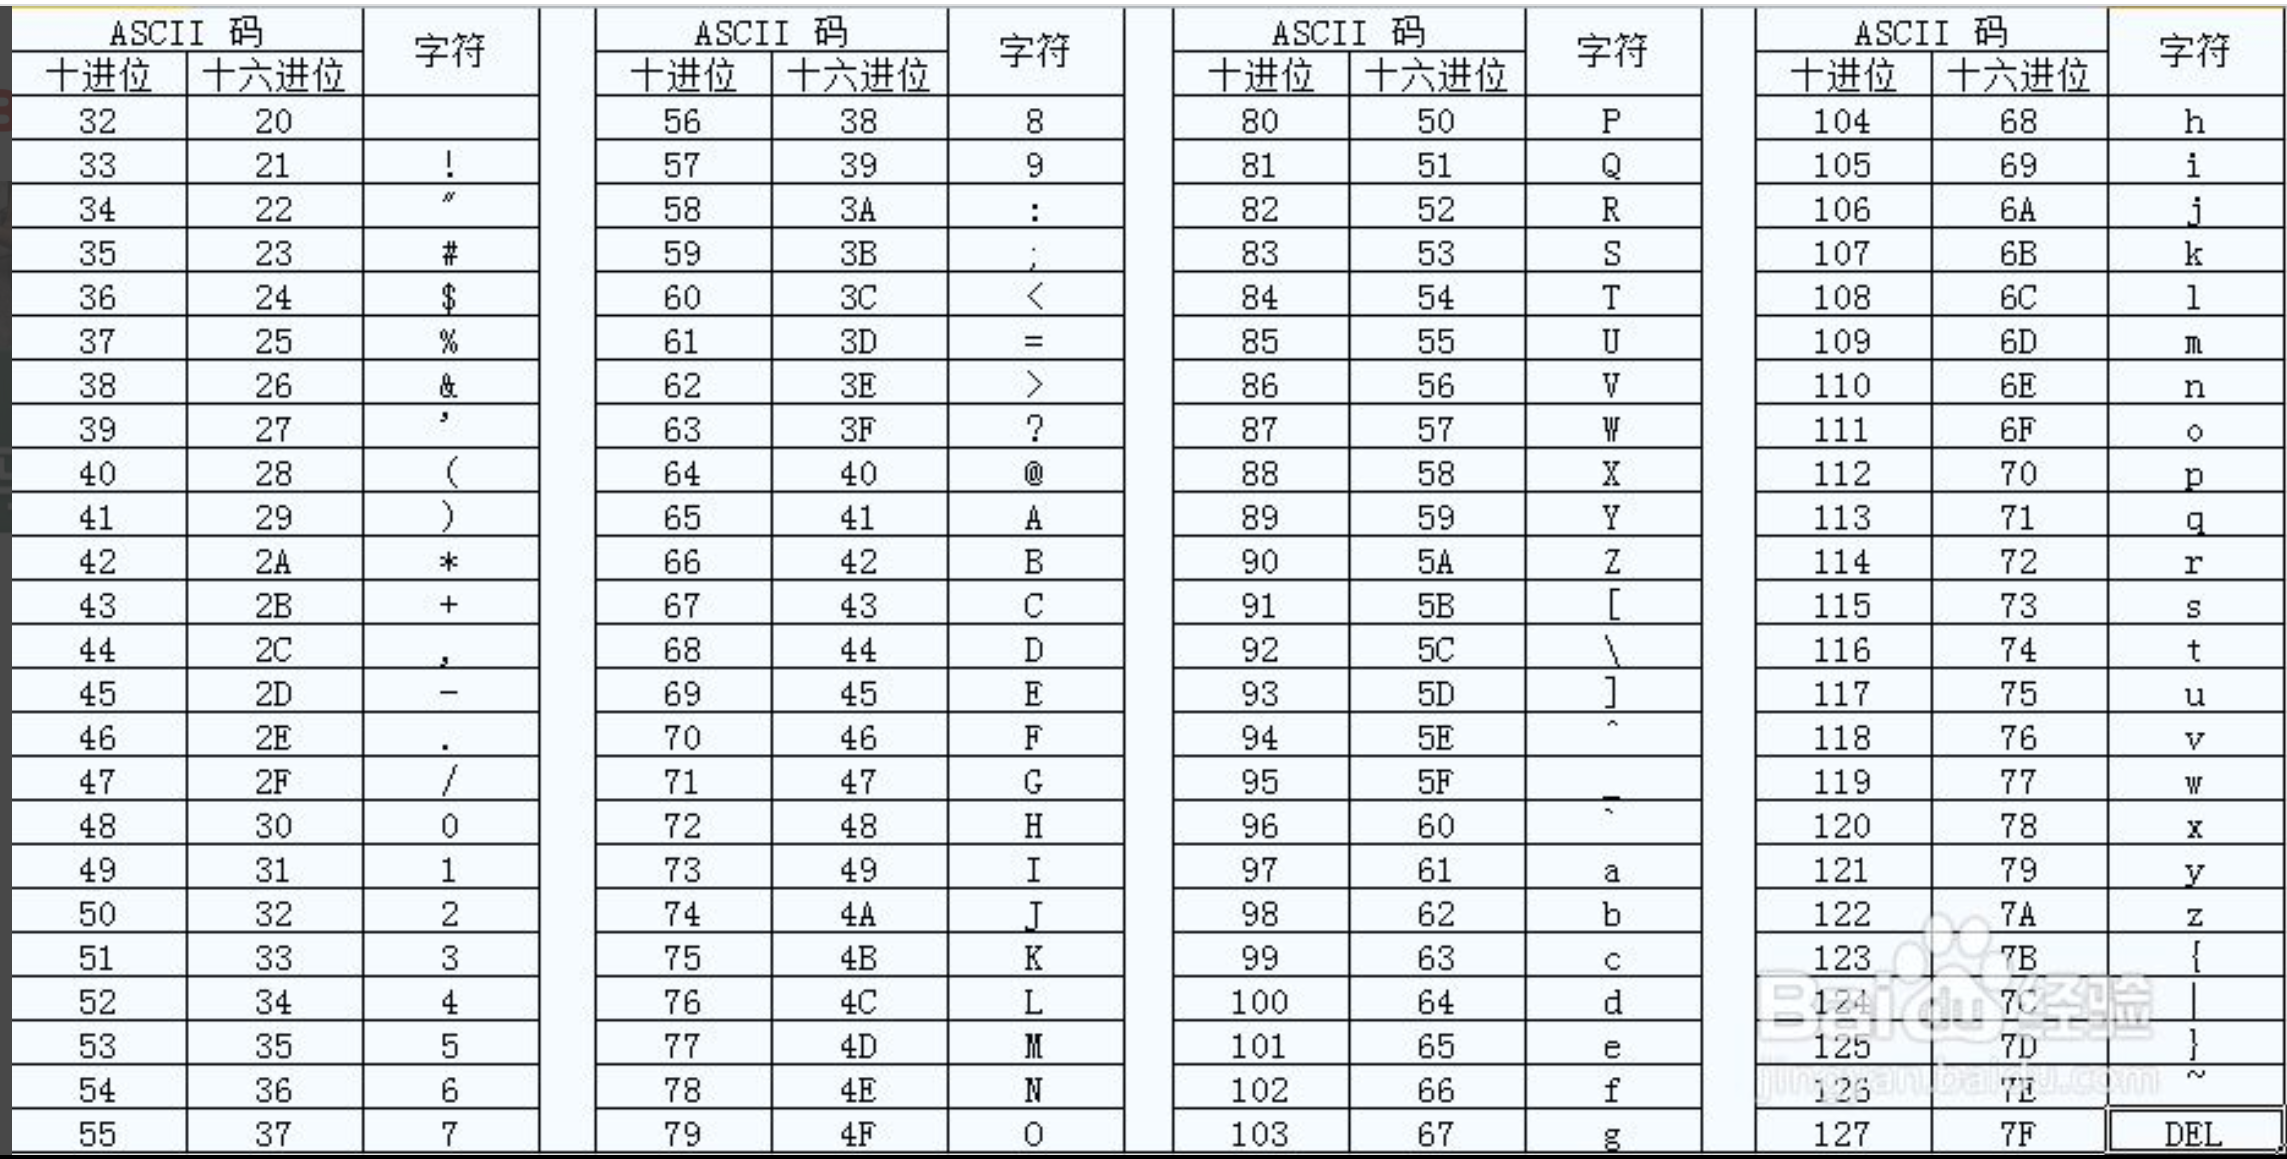 ASCII 码 字符 ASCII 码 字符 ASCII 码 字符 ASCII 码 字符
十进位 十六进位 十进位 十六进位 十进位 十六进位 十进位 十六进位
32 20 56 38 8 80 50 P 104 68 h
33 21 ! 57 39 9 81 51 Q 105 69 i
34 22 " 58 3A : 82 52 R 106 6A j
35 23 # 59 3B ; 83 53 S 107 6B k
36 24 $ 60 3C < 84 54 T 108 6C l
37 25 % 61 3D = 85 55 U 109 6D m
38 26 & 62 3E > 86 56 V 110 6E n
39 27 ' 63 3F ? 87 57 W 111 6F o
40 28 ( 64 40 @ 88 58 X 112 70 p
41 29 ) 65 41 A 89 59 Y 113 71 q
42 2A * 66 42 B 90 5A Z 114 72 r
43 2B + 67 43 C 91 5B [ 115 73 s
44 2C , 68 44 D 92 5C \ 116 74 t
45 2D - 69 45 E 93 5D ] 117 75 u
46 2E . 70 46 F 94 5E ^ 118 76 v
47 2F / 71 47 G 95 5F _ 119 77 w
48 30 0 72 48 H 96 60 ` 120 78 x
49 31 1 73 49 I 97 61 a 121 79 y
50 32 2 74 4A J 98 62 b 122 7A z
51 33 3 75 4B K 99 63 c 123 7B {
52 34 4 76 4C L 100 64 d 124 7C |
53 35 5 77 4D M 101 65 e 125 7D }
54 36 6 78 4E N 102 66 f 126 7E ~
55 37 7 79 4F O 103 67 g 127 7F DEL
Baidu 经验
jingyan.baidu.com